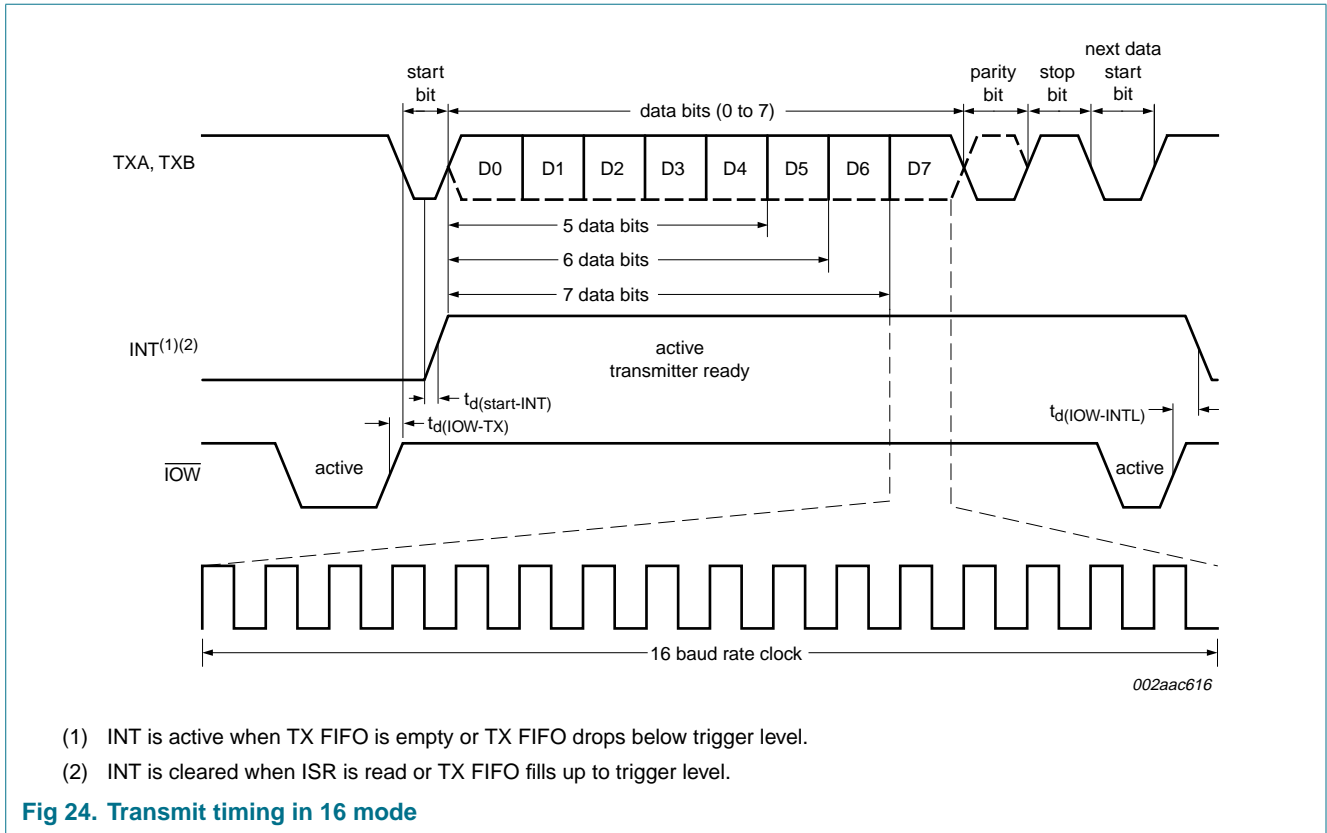 start
bit
data bits (0 to 7)
parity
bit
stop
bit
next data
start
bit
TXA, TXB
D0 D1 D2 D3 D4 D5 D6 D7
5 data bits
6 data bits
7 data bits
INT(1)(2)
active
transmitter ready
td(start-INT)
td(IOW-TX)
td(IOW-INTL)
IOW
active
active
16 baud rate clock
002aac616
(1) INT is active when TX FIFO is empty or TX FIFO drops below trigger level.
(2) INT is cleared when ISR is read or TX FIFO fills up to trigger level.
Fig 24. Transmit timing in 16 mode